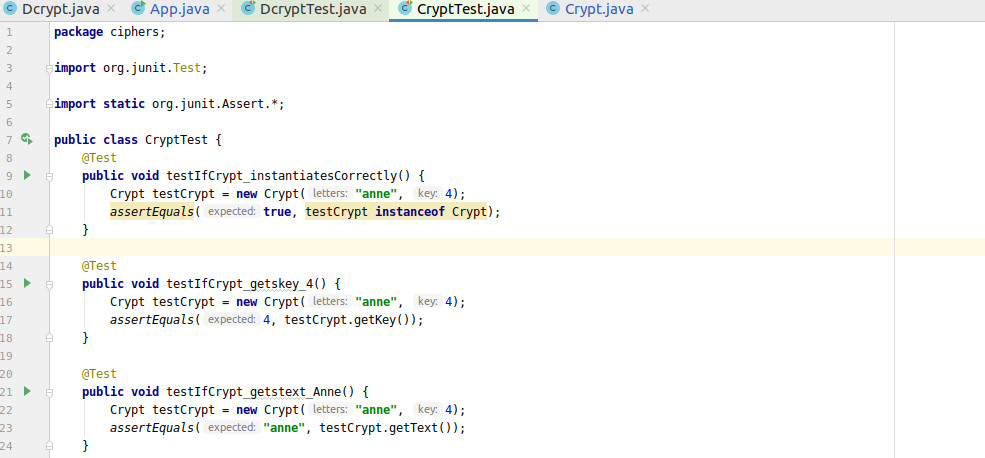 Dcrypt.java App.java DcryptTest.java CryptTest.java Crypt.java
1 package ciphers;
2
3 import org.junit.Test;
4
5 import static org.junit.Assert.*;
6
7 public class CryptTest {
8 @Test
9 public void testIfCrypt_instantiatesCorrectly() {
10 Crypt testCrypt = new Crypt( letters: "anne", key: 4);
11 assertEquals( expected: true, testCrypt instanceof Crypt);
12 }
13
14 @Test
15 public void testIfCrypt_getskey_4() {
16 Crypt testCrypt = new Crypt( letters: "anne", key: 4);
17 assertEquals( expected: 4, testCrypt.getKey());
18 }
19
20 @Test
21 public void testIfCrypt_getstext_Anne() {
22 Crypt testCrypt = new Crypt( letters: "anne", key: 4);
23 assertEquals( expected: "anne", testCrypt.getText());
24 }